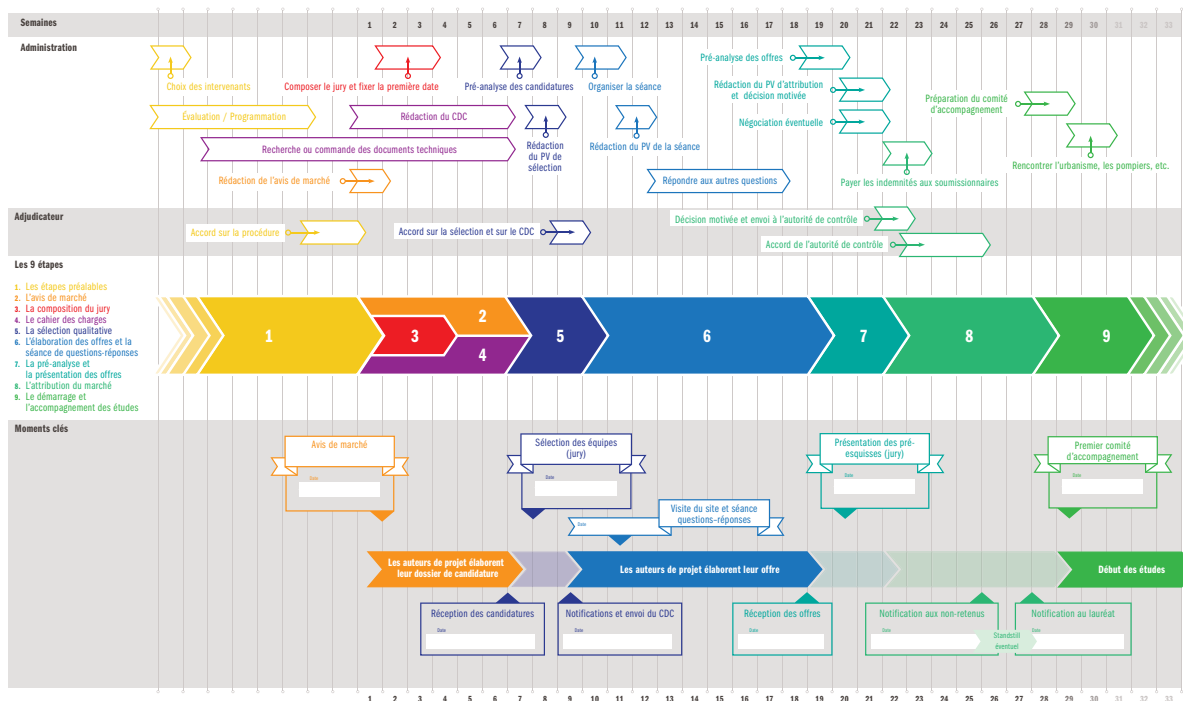 Semaines 1 2 3 4 5 6 7 8 9 10 11 12 13 14 15 16 17 18 19 20 21 22 23 24 25 26 27 28 29 30 31 32 33
Administration
Choix des intervenants
Composer le jury et fixer la première date
Pré-analyse des candidatures
Organiser la séance
Pré-analyse des offres
Rédaction du PV d'attribution
et décision motivée
Négociation éventuelle
Préparation du comité
d'accompagnement
Évaluation / Programmation
Rédaction du CDC
Recherche ou commande des documents techniques
Rédaction
du PV de
sélection
Rédaction du PV de la séance
Rédaction de l'avis de marché
Répondre aux autres questions
Payer les indemnités aux soumissionnaires
Rencontrer l'urbanisme, les pompiers, etc.
Adjudicateur
Accord sur la procédure
Accord sur la sélection et sur le CDC
Décision motivée et envoi à l'autorité de contrôle
Accord de l'autorité de contrôle
Les 9 étapes
1. Les étapes préalables
2. L'avis de marché
3. La composition du jury
4. Le cahier des charges
5. La sélection qualitative
6. L'élaboration des offres et la
séance de questions-réponses
7. La pré-analyse et
la présentation des offres
8. L'attribution du marché
9. Le démarrage et
l'accompagnement des études
1
2
3
4
5
6
7
8
9
Moments clés
Avis de marché
Date
Sélection des équipes
(jury)
Date
Présentation des pré-
esquisses (jury)
Date
Premier comité
d'accompagnement
Date
Visite du site et séance
questions-réponses
Date
Les auteurs de projet élaborent
leur dossier de candidature
Les auteurs de projet élaborent leur offre
Début des études
Réception des candidatures
Date
Notifications et envoi du CDC
Date
Réception des offres
Date
Notification aux non-retenus
Date
Standstill
éventuel
Notification au lauréat
Date
1 2 3 4 5 6 7 8 9 10 11 12 13 14 15 16 17 18 19 20 21 22 23 24 25 26 27 28 29 30 31 32 33